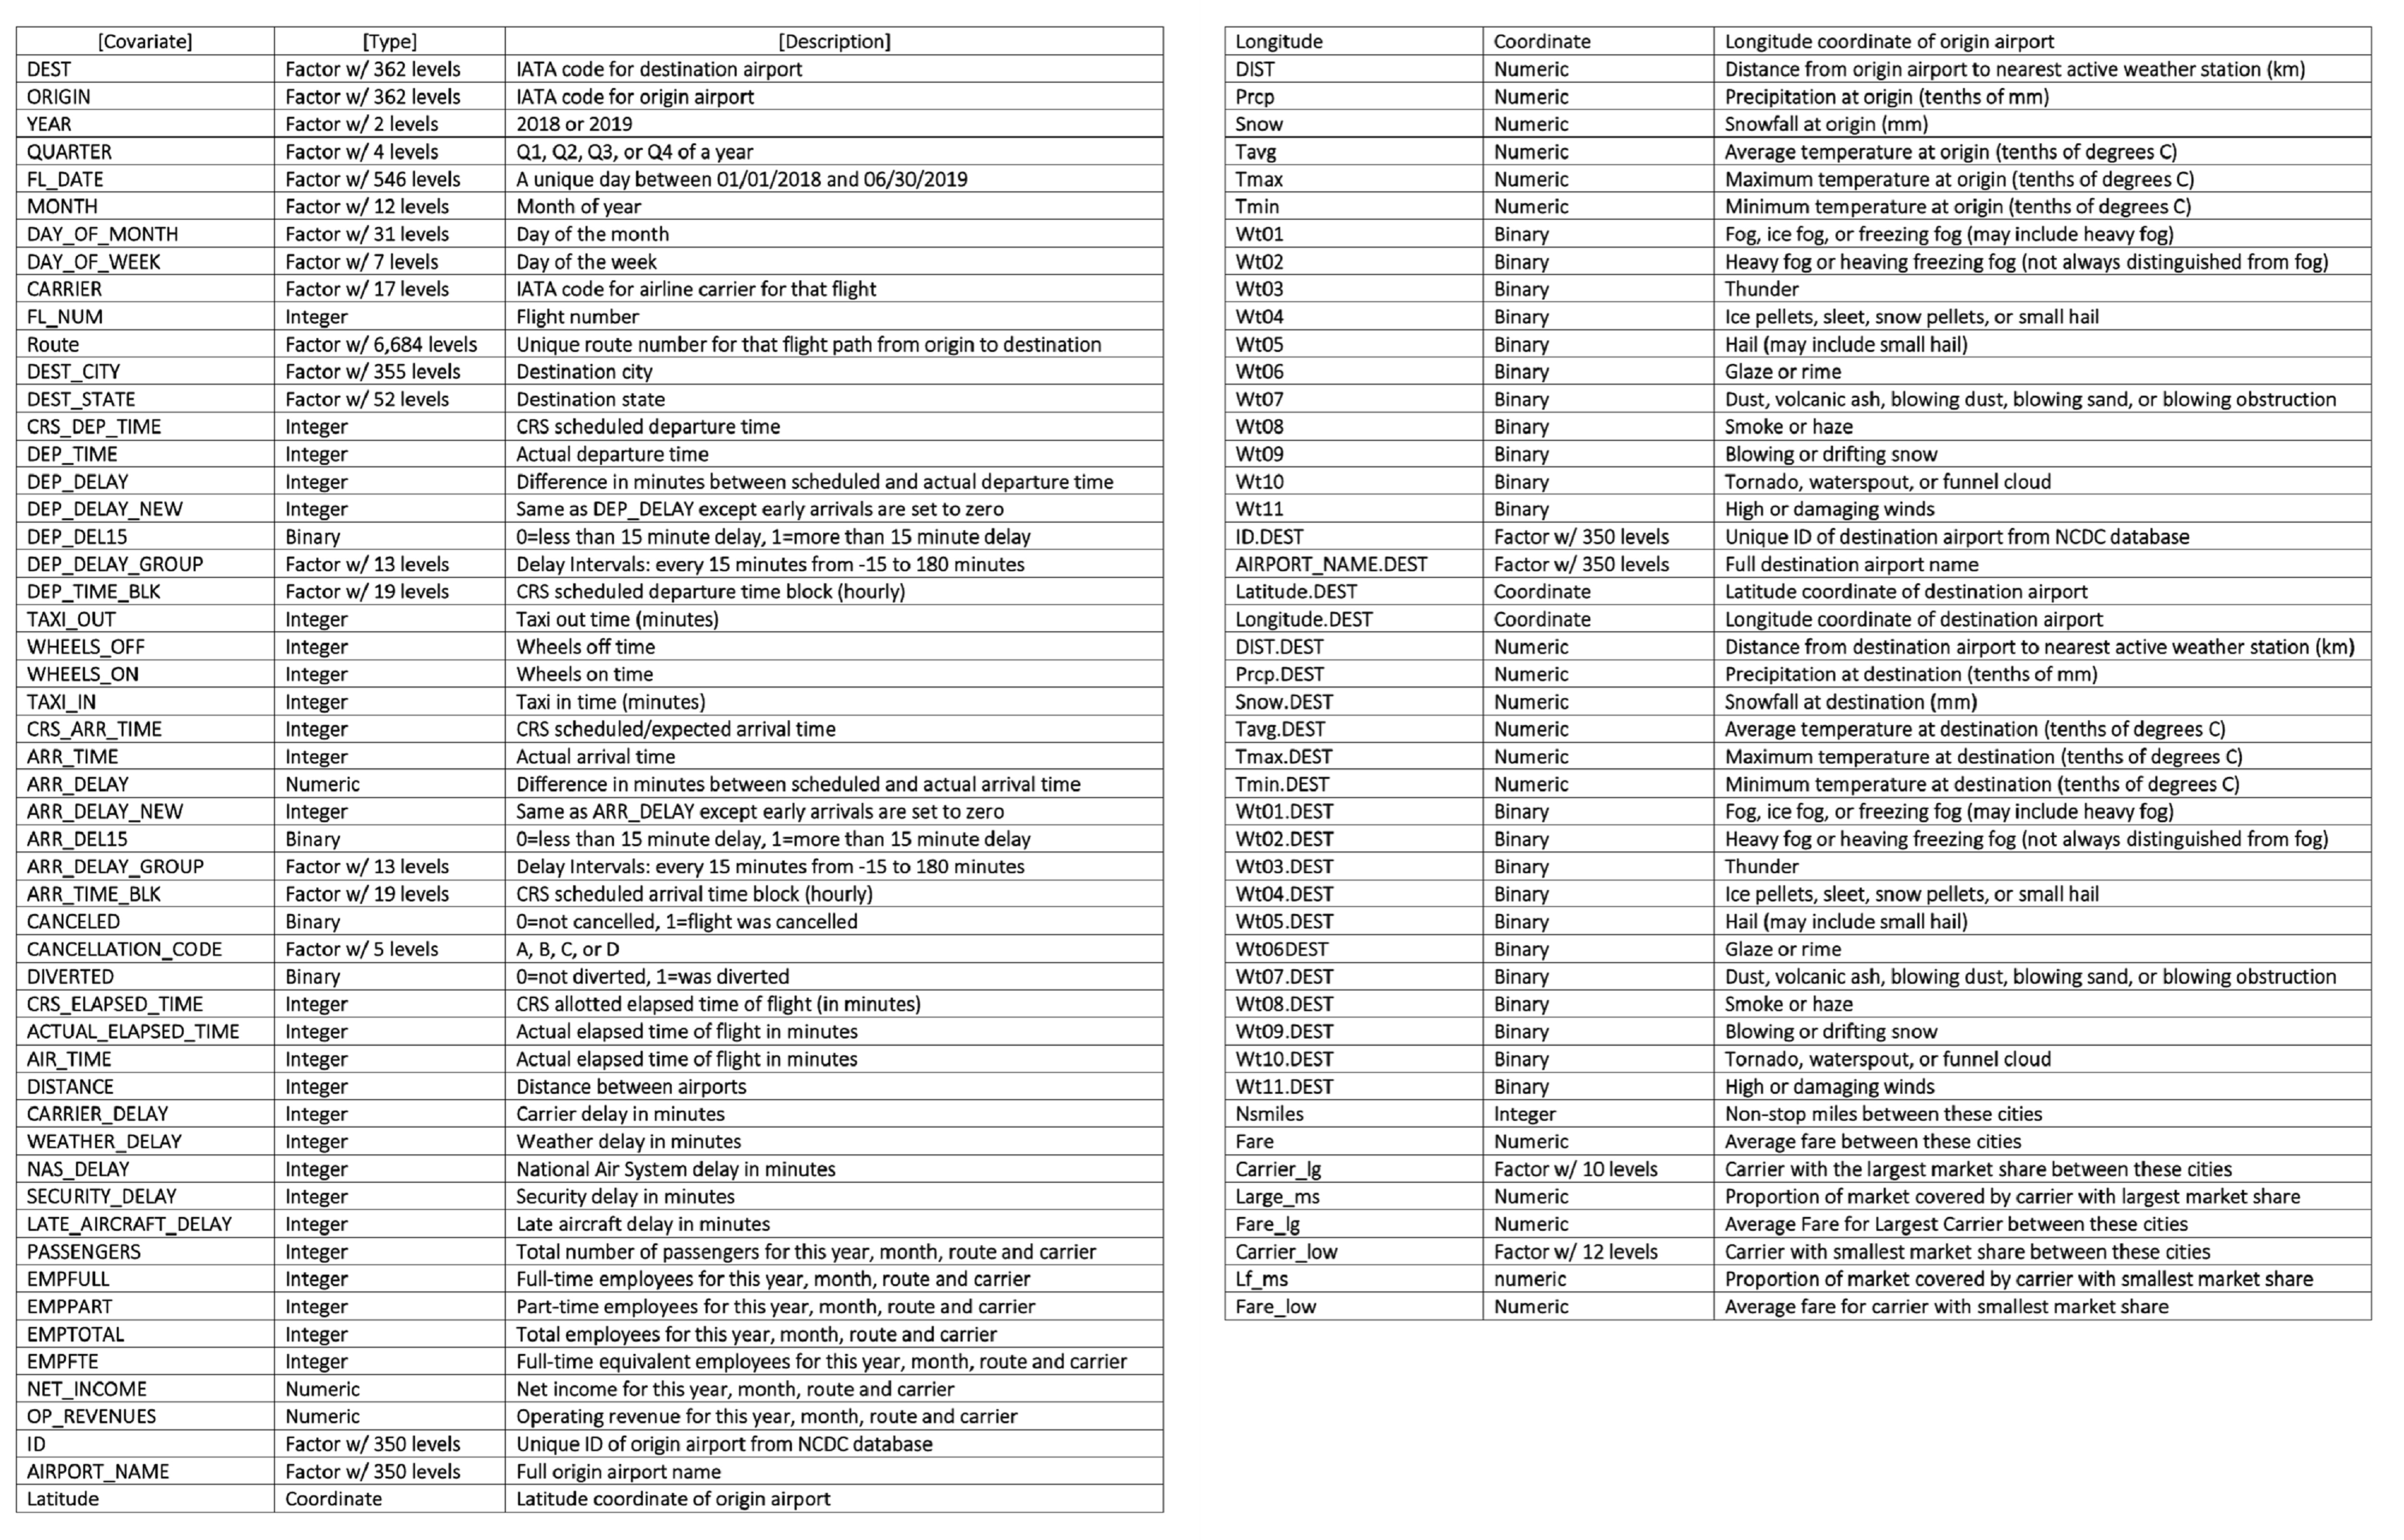 [Covariate] [Type] [Description]
DEST Factor w/ 362 levels IATA code for destination airport
ORIGIN Factor w/ 362 levels IATA code for origin airport
YEAR Factor w/ 2 levels 2018 or 2019
QUARTER Factor w/ 4 levels Q1, Q2, Q3, or Q4 of a year
FL_DATE Factor w/ 546 levels A unique day between 01/01/2018 and 06/30/2019
MONTH Factor w/ 12 levels Month of year
DAY_OF_MONTH Factor w/ 31 levels Day of the month
DAY_OF_WEEK Factor w/ 7 levels Day of the week
CARRIER Factor w/ 17 levels IATA code for airline carrier for that flight
FL_NUM Integer Flight number
Route Factor w/ 6,684 levels Unique route number for that flight path from origin to destination
DEST_CITY Factor w/ 355 levels Destination city
DEST_STATE Factor w/ 52 levels Destination state
CRS_DEP_TIME Integer CRS scheduled departure time
DEP_TIME Integer Actual departure time
DEP_DELAY Integer Difference in minutes between scheduled and actual departure time
DEP_DELAY_NEW Integer Same as DEP_DELAY except early arrivals are set to zero
DEP_DEL15 Binary 0=less than 15 minute delay, 1=more than 15 minute delay
DEP_DELAY_GROUP Factor w/ 13 levels Delay Intervals: every 15 minutes from -15 to 180 minutes
DEP_TIME_BLK Factor w/ 19 levels CRS scheduled departure time block (hourly)
TAXI_OUT Integer Taxi out time (minutes)
WHEELS_OFF Integer Wheels off time
WHEELS_ON Integer Wheels on time
TAXI_IN Integer Taxi in time (minutes)
CRS_ARR_TIME Integer CRS scheduled/expected arrival time
ARR_TIME Integer Actual arrival time
ARR_DELAY Numeric Difference in minutes between scheduled and actual arrival time
ARR_DELAY_NEW Integer Same as ARR_DELAY except early arrivals are set to zero
ARR_DEL15 Binary 0=less than 15 minute delay, 1=more than 15 minute delay
ARR_DELAY_GROUP Factor w/ 13 levels Delay Intervals: every 15 minutes from -15 to 180 minutes
ARR_TIME_BLK Factor w/ 19 levels CRS scheduled arrival time block (hourly)
CANCELED Binary 0=not cancelled, 1=flight was cancelled
CANCELLATION_CODE Factor w/ 5 levels A, B, C, or D
DIVERTED Binary 0=not diverted, 1=was diverted
CRS_ELAPSED_TIME Integer CRS allotted elapsed time of flight (in minutes)
ACTUAL_ELAPSED_TIME Integer Actual elapsed time of flight in minutes
AIR_TIME Integer Actual elapsed time of flight in minutes
DISTANCE Integer Distance between airports
CARRIER_DELAY Integer Carrier delay in minutes
WEATHER_DELAY Integer Weather delay in minutes
NAS_DELAY Integer National Air System delay in minutes
SECURITY_DELAY Integer Security delay in minutes
LATE_AIRCRAFT_DELAY Integer Late aircraft delay in minutes
PASSENGERS Integer Total number of passengers for this year, month, route and carrier
EMPFULL Integer Full-time employees for this year, month, route and carrier
EMPPART Integer Part-time employees for this year, month, route and carrier
EMPTOTAL Integer Total employees for this year, month, route and carrier
EMPFTE Integer Full-time equivalent employees for this year, month, route and carrier
NET_INCOME Numeric Net income for this year, month, route and carrier
OP_REVENUES Numeric Operating revenue for this year, month, route and carrier
ID Factor w/ 350 levels Unique ID of origin airport from NCDC database
AIRPORT_NAME Factor w/ 350 levels Full origin airport name
Latitude Coordinate Latitude coordinate of origin airport
Longitude Coordinate Longitude coordinate of origin airport
DIST Numeric Distance from origin airport to nearest active weather station (km)
Prcp Numeric Precipitation at origin (tenths of mm)
Snow Numeric Snowfall at origin (mm)
Tavg Numeric Average temperature at origin (tenths of degrees C)
Tmax Numeric Maximum temperature at origin (tenths of degrees C)
Tmin Numeric Minimum temperature at origin (tenths of degrees C)
Wt01 Binary Fog, ice fog, or freezing fog (may include heavy fog)
Wt02 Binary Heavy fog or heaving freezing fog (not always distinguished from fog)
Wt03 Binary Thunder
Wt04 Binary Ice pellets, sleet, snow pellets, or small hail
Wt05 Binary Hail (may include small hail)
Wt06 Binary Glaze or rime
Wt07 Binary Dust, volcanic ash, blowing dust, blowing sand, or blowing obstruction
Wt08 Binary Smoke or haze
Wt09 Binary Blowing or drifting snow
Wt10 Binary Tornado, waterspout, or funnel cloud
Wt11 Binary High or damaging winds
ID.DEST Factor w/ 350 levels Unique ID of destination airport from NCDC database
AIRPORT_NAME.DEST Factor w/ 350 levels Full destination airport name
Latitude.DEST Coordinate Latitude coordinate of destination airport
Longitude.DEST Coordinate Longitude coordinate of destination airport
DIST.DEST Numeric Distance from destination airport to nearest active weather station (km)
Prcp.DEST Numeric Precipitation at destination (tenths of mm)
Snow.DEST Numeric Snowfall at destination (mm)
Tavg.DEST Numeric Average temperature at destination (tenths of degrees C)
Tmax.DEST Numeric Maximum temperature at destination (tenths of degrees C)
Tmin.DEST Numeric Minimum temperature at destination (tenths of degrees C)
Wt01.DEST Binary Fog, ice fog, or freezing fog (may include heavy fog)
Wt02.DEST Binary Heavy fog or heaving freezing fog (not always distinguished from fog)
Wt03.DEST Binary Thunder
Wt04.DEST Binary Ice pellets, sleet, snow pellets, or small hail
Wt05.DEST Binary Hail (may include small hail)
Wt06DEST Binary Glaze or rime
Wt07.DEST Binary Dust, volcanic ash, blowing dust, blowing sand, or blowing obstruction
Wt08.DEST Binary Smoke or haze
Wt09.DEST Binary Blowing or drifting snow
Wt10.DEST Binary Tornado, waterspout, or funnel cloud
Wt11.DEST Binary High or damaging winds
Nsmiles Integer Non-stop miles between these cities
Fare Numeric Average fare between these cities
Carrier_lg Factor w/ 10 levels Carrier with the largest market share between these cities
Large_ms Numeric Proportion of market covered by carrier with largest market share
Fare_lg Numeric Average Fare for Largest Carrier between these cities
Carrier_low Factor w/ 12 levels Carrier with smallest market share between these cities
Lf_ms numeric Proportion of market covered by carrier with smallest market share
Fare_low Numeric Average fare for carrier with smallest market share